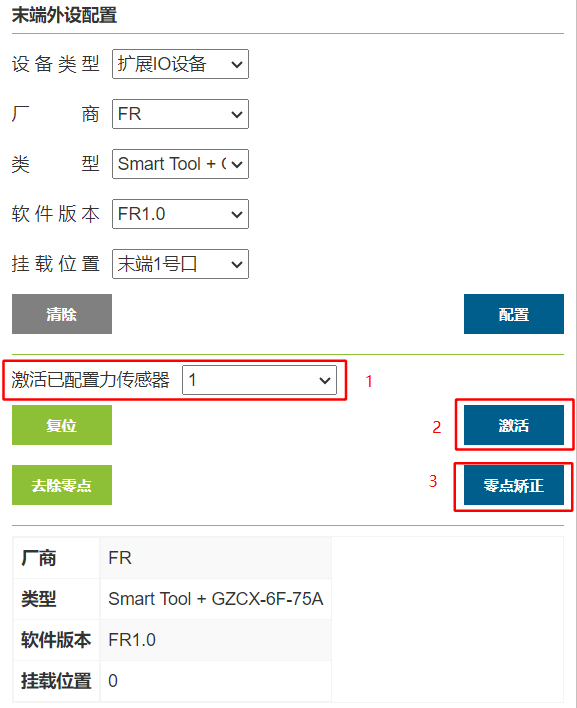 末端外设配置
设备类型 扩展IO设备
厂商 FR
类型 Smart Tool + (
软件版本 FR1.0
挂载位置 末端1号口
清除 配置
激活已配置力传感器 1 1
复位 2 激活
去除零点 3 零点矫正
厂商 FR
类型 Smart Tool + GZCX-6F-75A
软件版本 FR1.0
挂载位置 0